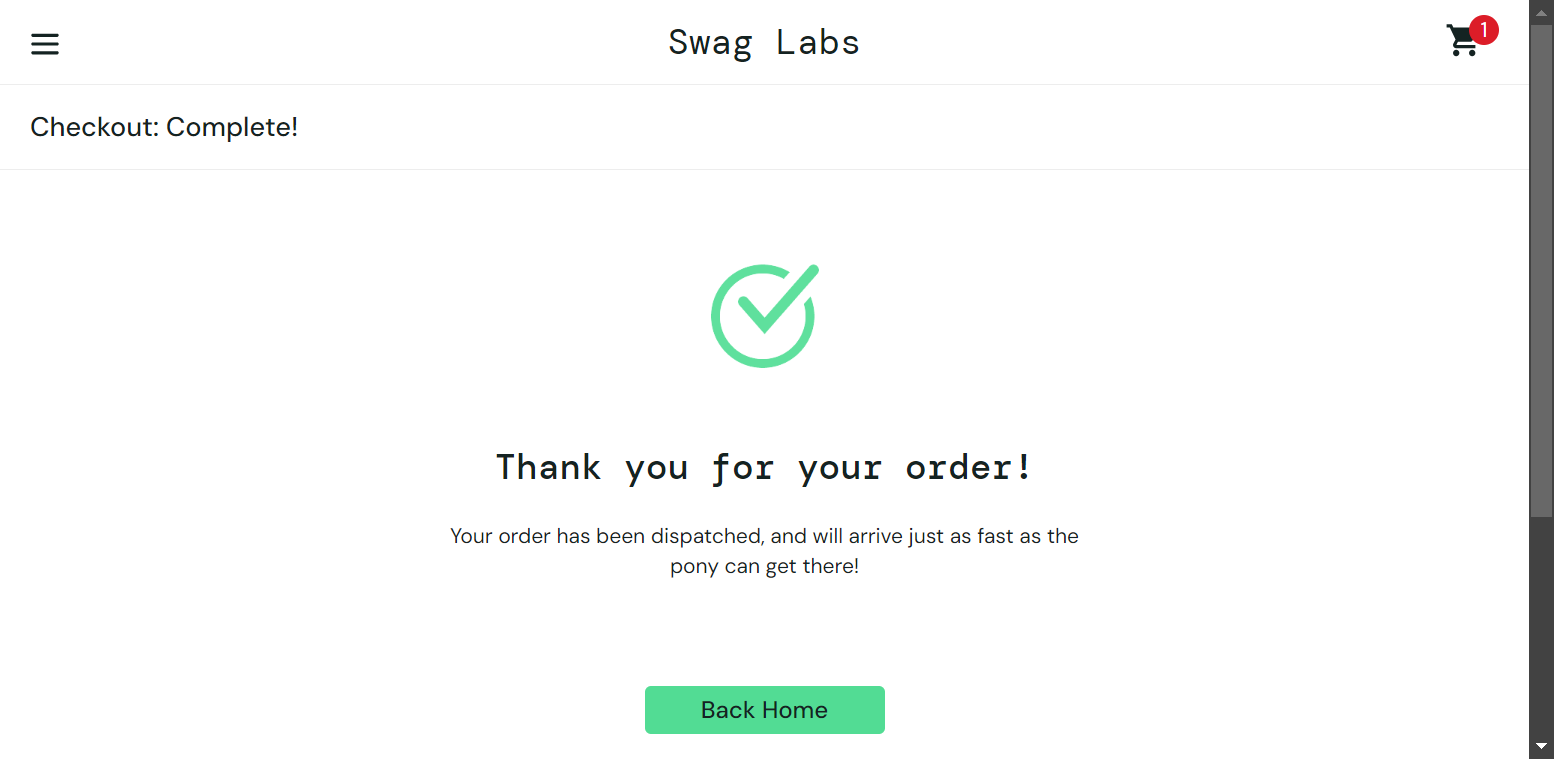 Swag Labs
1
Checkout: Complete!
Thank you for your order!
Your order has been dispatched, and will arrive just as fast as the
pony can get there!
Back Home